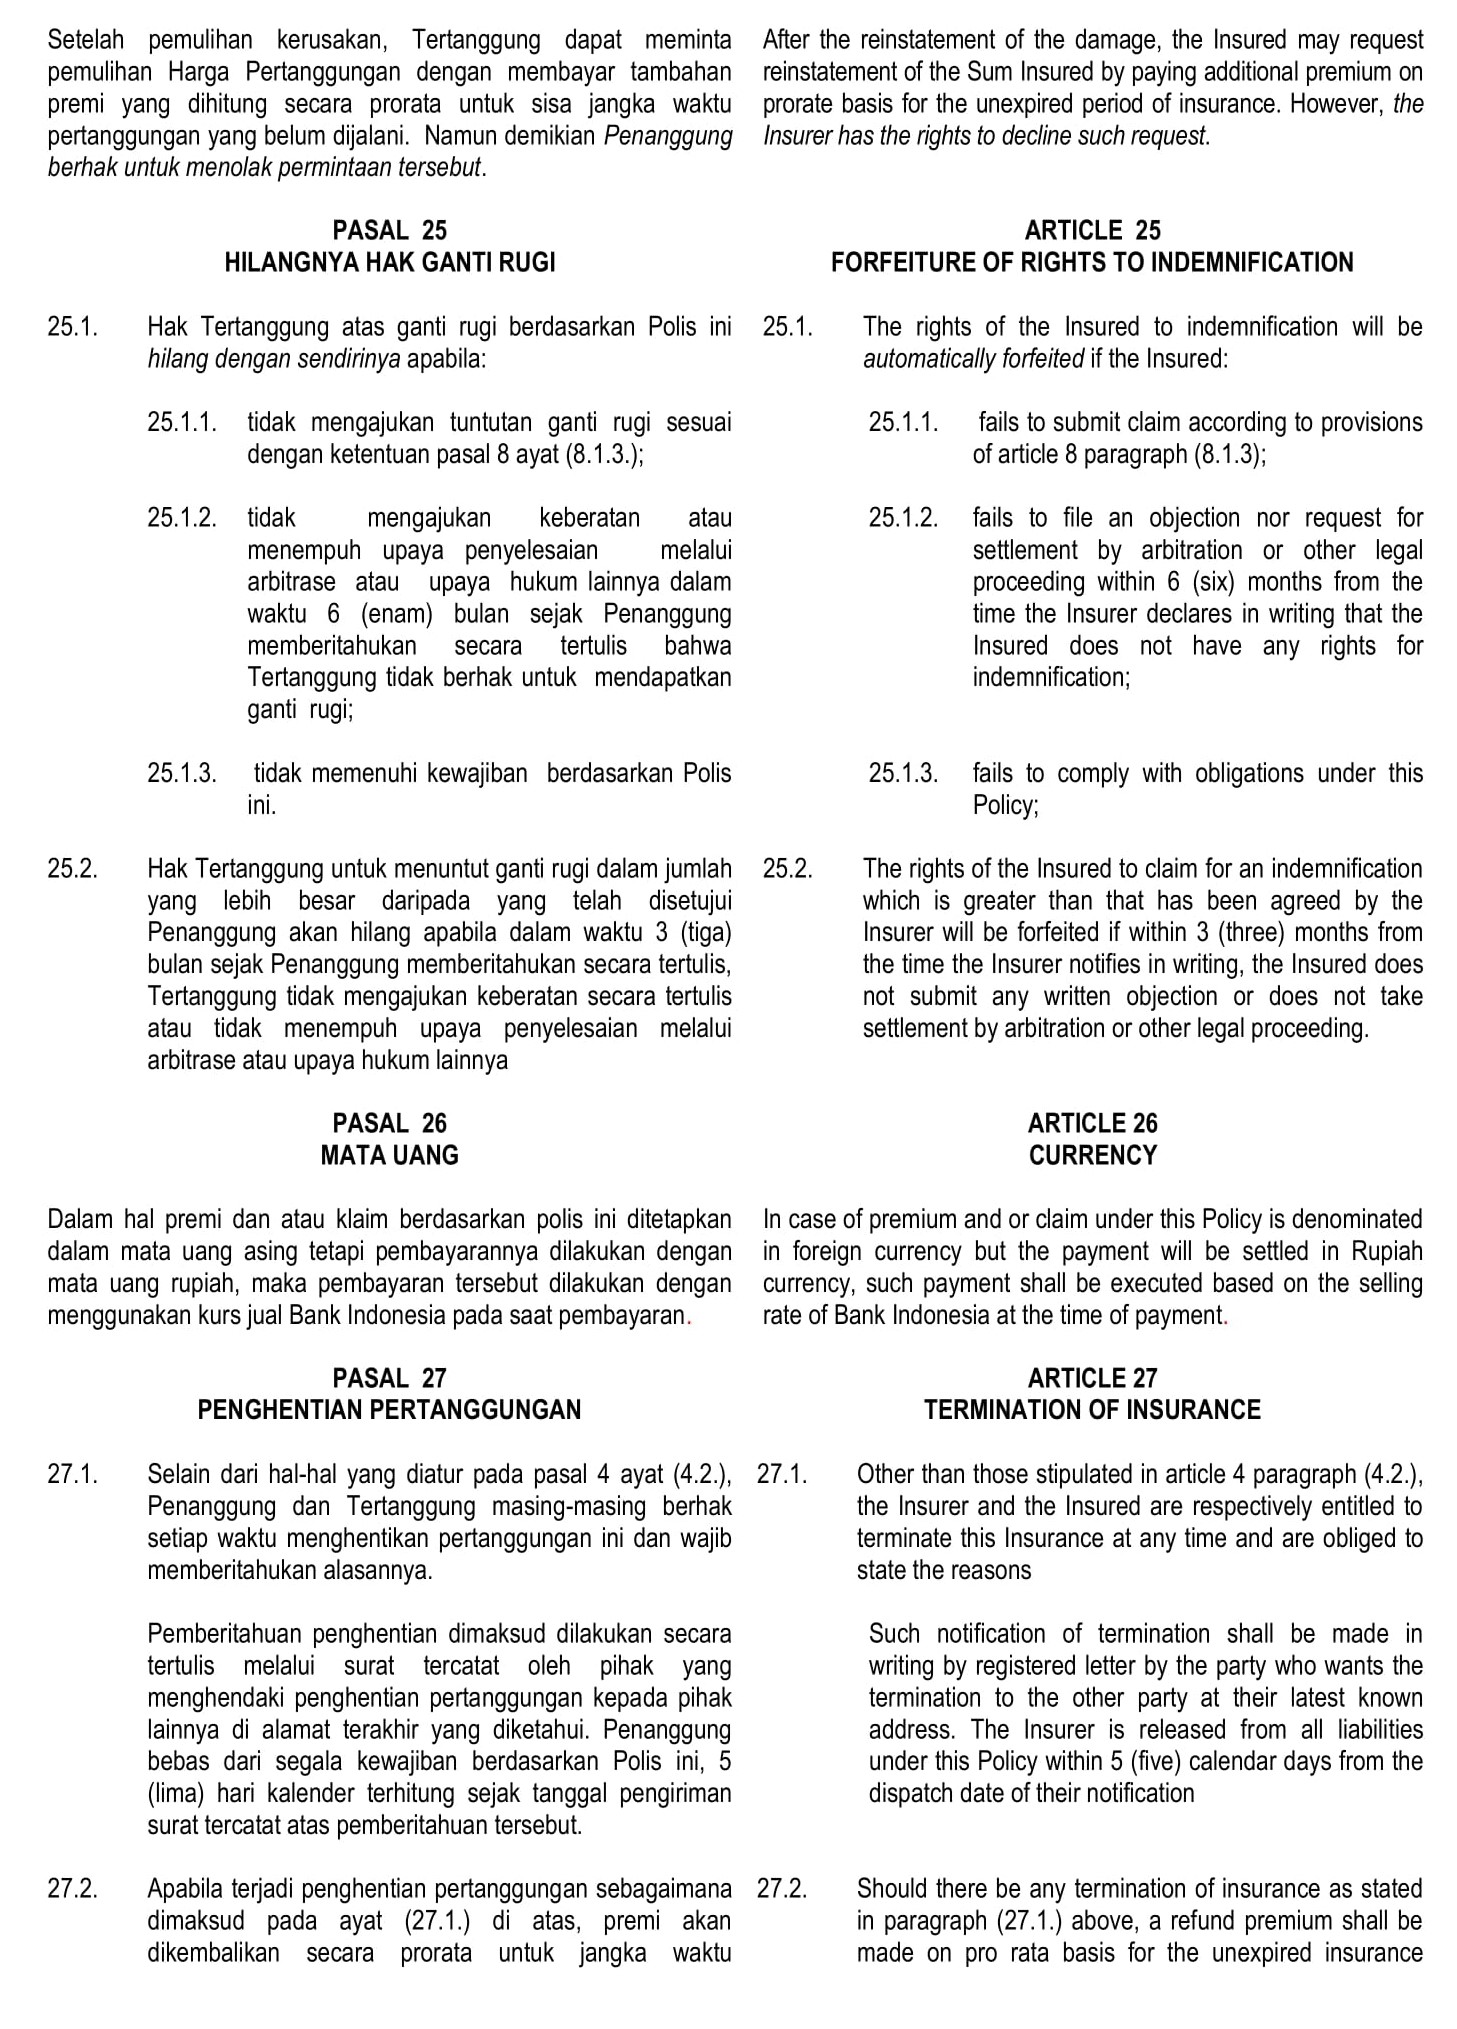 Setelah pemulihan kerusakan, Tertanggung dapat meminta
pemulihan Harga Pertanggungan dengan membayar tambahan
premi yang dihitung secara prorata untuk sisa jangka waktu
pertanggungan yang belum dijalani. Namun demikian Penanggung
berhak untuk menolak permintaan tersebut.
PASAL 25
HILANGNYA HAK GANTI RUGI
25.1. Hak Tertanggung atas ganti rugi berdasarkan Polis ini
hilang dengan sendirinya apabila:
25.1.1. tidak mengajukan tuntutan ganti rugi sesuai
dengan ketentuan pasal 8 ayat (8.1.3.);
25.1.2. tidak mengajukan keberatan atau
menempuh upaya penyelesaian melalui
arbitrase atau upaya hukum lainnya dalam
waktu 6 (enam) bulan sejak Penanggung
memberitahukan secara tertulis bahwa
Tertanggung tidak berhak untuk mendapatkan
ganti rugi;
25.1.3. tidak memenuhi kewajiban berdasarkan Polis
ini.
25.2. Hak Tertanggung untuk menuntut ganti rugi dalam jumlah
yang lebih besar daripada yang telah disetujui
Penanggung akan hilang apabila dalam waktu 3 (tiga)
bulan sejak Penanggung memberitahukan secara tertulis,
Tertanggung tidak mengajukan keberatan secara tertulis
atau tidak menempuh upaya penyelesaian melalui
arbitrase atau upaya hukum lainnya
PASAL 26
MATA UANG
Dalam hal premi dan atau klaim berdasarkan polis ini ditetapkan
dalam mata uang asing tetapi pembayarannya dilakukan dengan
mata uang rupiah, maka pembayaran tersebut dilakukan dengan
menggunakan kurs jual Bank Indonesia pada saat pembayaran.
PASAL 27
PENGHENTIAN PERTANGGUNGAN
27.1. Selain dari hal-hal yang diatur pada pasal 4 ayat (4.2.),
Penanggung dan Tertanggung masing-masing berhak
setiap waktu menghentikan pertanggungan ini dan wajib
memberitahukan alasannya.
Pemberitahuan penghentian dimaksud dilakukan secara
tertulis melalui surat tercatat oleh pihak yang
menghendaki penghentian pertanggungan kepada pihak
lainnya di alamat terakhir yang diketahui. Penanggung
bebas dari segala kewajiban berdasarkan Polis ini, 5
(lima) hari kalender terhitung sejak tanggal pengiriman
surat tercatat atas pemberitahuan tersebut.
27.2. Apabila terjadi penghentian pertanggungan sebagaimana
dimaksud pada ayat (27.1.) di atas, premi akan
dikembalikan secara prorata untuk jangka waktu
After the reinstatement of the damage, the Insured may request
reinstatement of the Sum Insured by paying additional premium on
prorate basis for the unexpired period of insurance. However, the
Insurer has the rights to decline such request.
ARTICLE 25
FORFEITURE OF RIGHTS TO INDEMNIFICATION
25.1. The rights of the Insured to indemnification will be
automatically forfeited if the Insured:
25.1.1. fails to submit claim according to provisions
of article 8 paragraph (8.1.3);
25.1.2. fails to file an objection nor request for
settlement by arbitration or other legal
proceeding within 6 (six) months from the
time the Insurer declares in writing that the
Insured does not have any rights for
indemnification;
25.1.3. fails to comply with obligations under this
Policy;
25.2. The rights of the Insured to claim for an indemnification
which is greater than that has been agreed by the
Insurer will be forfeited if within 3 (three) months from
the time the Insurer notifies in writing, the Insured does
not submit any written objection or does not take
settlement by arbitration or other legal proceeding.
ARTICLE 26
CURRENCY
In case of premium and or claim under this Policy is denominated
in foreign currency but the payment will be settled in Rupiah
currency, such payment shall be executed based on the selling
rate of Bank Indonesia at the time of payment.
ARTICLE 27
TERMINATION OF INSURANCE
27.1. Other than those stipulated in article 4 paragraph (4.2.),
the Insurer and the Insured are respectively entitled to
terminate this Insurance at any time and are obliged to
state the reasons
Such notification of termination shall be made in
writing by registered letter by the party who wants the
termination to the other party at their latest known
address. The Insurer is released from all liabilities
under this Policy within 5 (five) calendar days from the
dispatch date of their notification
27.2. Should there be any termination of insurance as stated
in paragraph (27.1.) above, a refund premium shall be
made on pro rata basis for the unexpired insurance